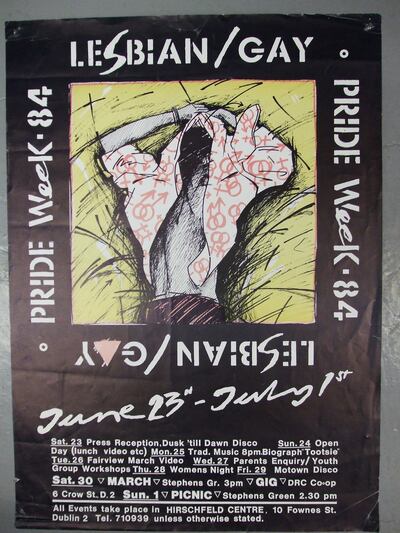 LESBIAN/GAY
PRIDE WEEK·84
PRIDE WEEK·84
LESBIAN/GAY
June 23rd - July 1st
Sat. 23 Press Reception,Dusk 'till Dawn Disco Sun. 24 Open
Day (lunch video etc) Mon.25 Trad. Music 8pm.Biograph"Tootsie"
Tue. 26 Fairview March Video Wed. 27 Parents Enquiry/Youth
Group Workshops Thu. 28 Womens Night Fri. 29 Motown Disco
Sat. 30 ▽ MARCH ▽ Stephens Gr. 3pm ▽ GIG ▽ DRC Co-op
6 Crow St.D.2 Sun. 1 ▽ PICNIC ▽ Stephens Green 2.30 pm
All Events take place in HIRSCHFELD CENTRE, 10 Fownes St.
Dublin 2 Tel. 710939 unless otherwise stated.